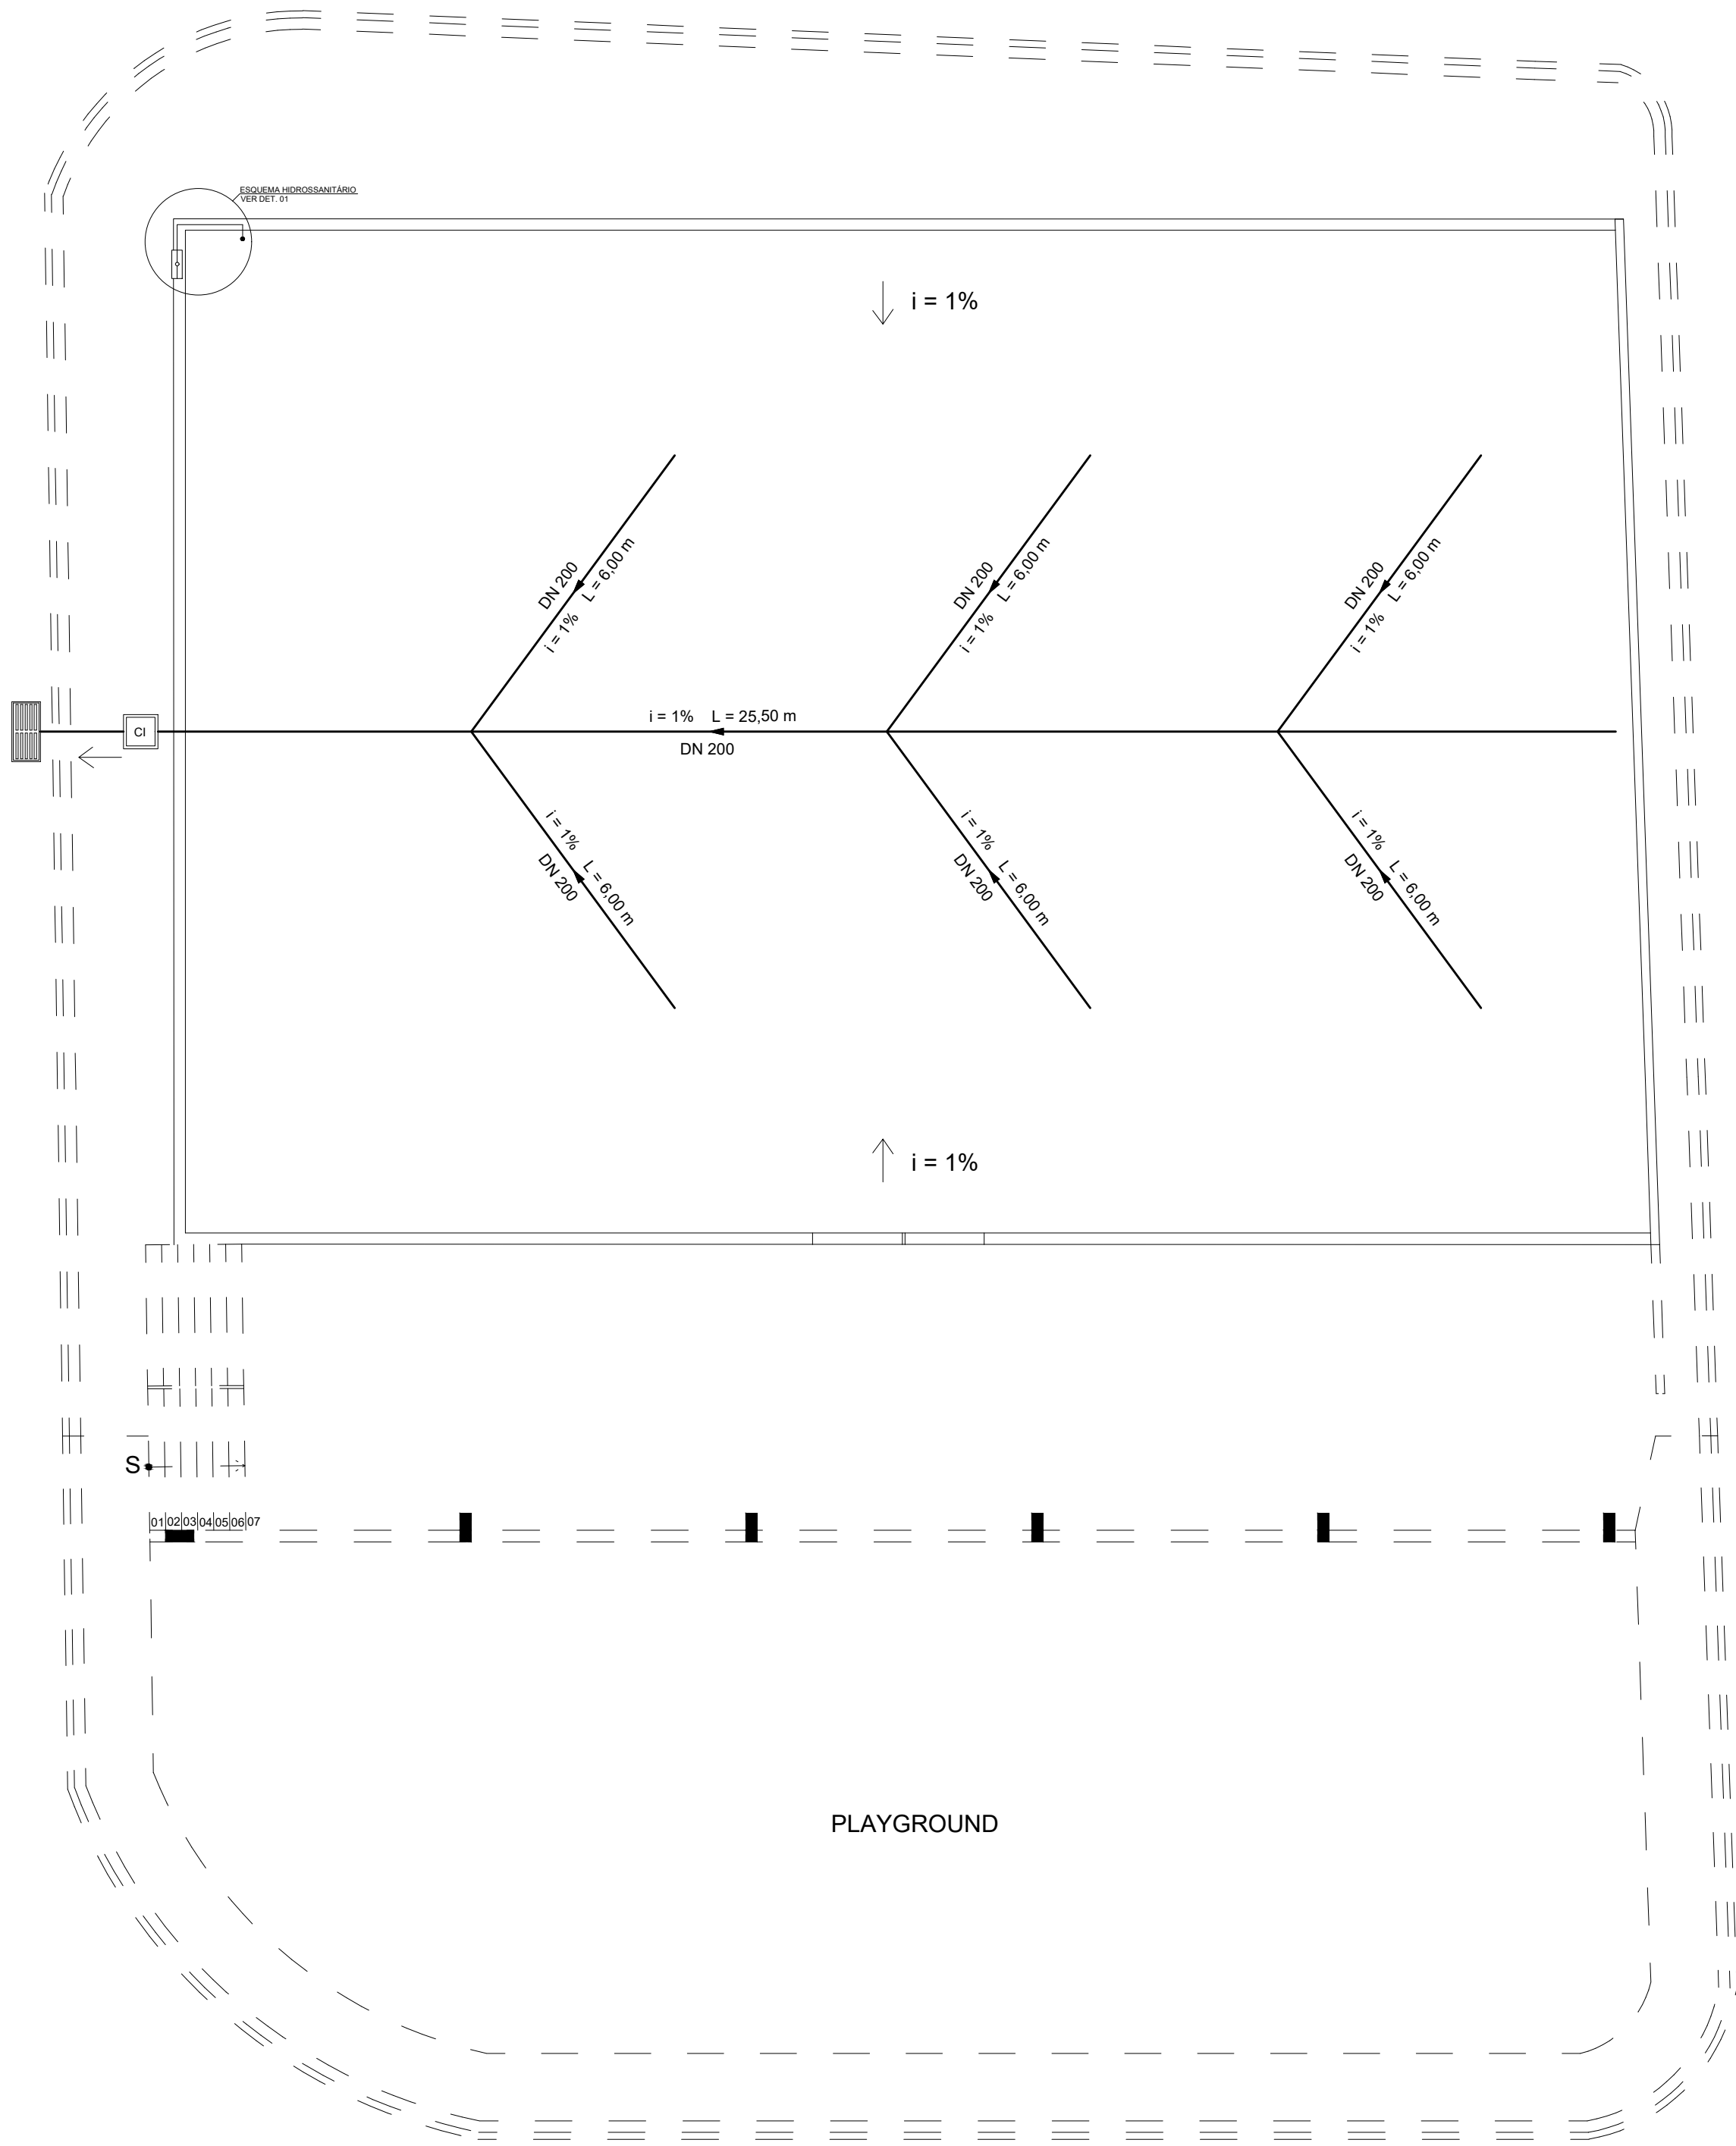 ESQUEMA HIDROSSANITÁRIO
VER DET. 01
i = 1%
DN 200
i = 1% L = 6,00 m
DN 200
i = 1% L = 6,00 m
DN 200
i = 1% L = 6,00 m
CI
i = 1% L = 25,50 m
DN 200
i = 1% L = 6,00 m
DN 200
i = 1% L = 6,00 m
DN 200
i = 1% L = 6,00 m
DN 200
i = 1%
S
01 02 03 04 05 06 07
PLAYGROUND